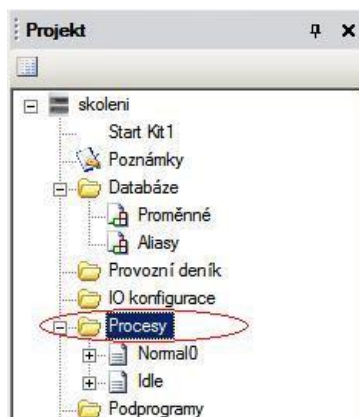 Projekt
skoleni
Start Kit1
Poznámky
Databáze
Proměnné
Aliasy
Provozní deník
IO konfigurace
Procesy
Normal0
Idle
Podprogramy